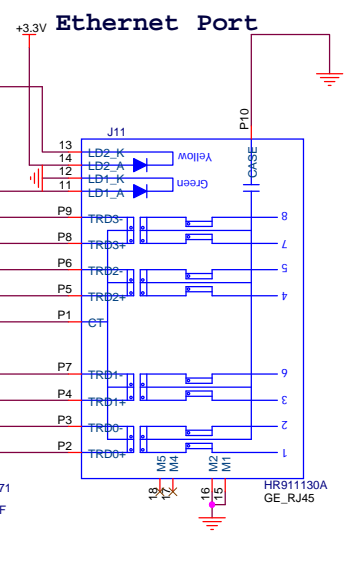 +3.3V Ethernet Port
P10
J11
13 LD2_K
14 LD2_A Yellow
12 LD1_K
11 LD1_A Green
CASE
P9 TRD3- 8
P8 TRD3+ 7
P6 TRD2- 5
P5 TRD2+ 4
P1 CT
P7 TRD1- 6
P4 TRD1+ 3
P3 TRD0- 2
P2 TRD0+ 1
M5 M4 M2 M1
18 17 16 15
HR911130A
GE_RJ45
71
F